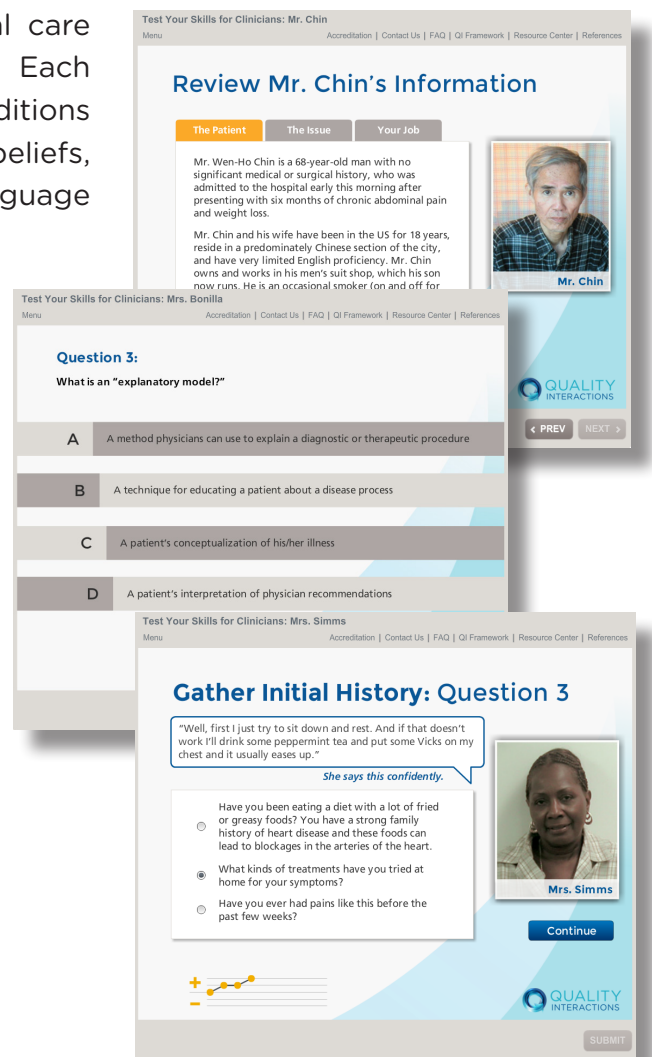 al care
Each
ditions
beliefs,
nguage
Test Your Skills for Clinicians: Mr. Chin
Menu
Accreditation | Contact Us | FAQ | QI Framework | Resource Center | References
Review Mr. Chin's Information
The Patient
The Issue
Your Job
Mr. Wen-Ho Chin is a 68-year-old man with no
significant medical or surgical history, who was
admitted to the hospital early this morning after
presenting with six months of chronic abdominal pain
and weight loss.
Mr. Chin and his wife have been in the US for 18 years,
reside in a predominately Chinese section of the city,
and have very limited English proficiency. Mr. Chin
owns and works in his men's suit shop, which his son
now runs. He is an occasional smoker (on and off for
Mr. Chin
QUALITY
INTERACTIONS
‹ PREV
NEXT ›
Test Your Skills for Clinicians: Mrs. Bonilla
Menu
Accreditation | Contact Us | FAQ | QI Framework | Resource Center | References
Question 3:
What is an "explanatory model?"
A A method physicians can use to explain a diagnostic or therapeutic procedure
B A technique for educating a patient about a disease process
C A patient's conceptualization of his/her illness
D A patient's interpretation of physician recommendations
Test Your Skills for Clinicians: Mrs. Simms
Menu
Accreditation | Contact Us | FAQ | QI Framework | Resource Center | References
Gather Initial History: Question 3
"Well, first I just try to sit down and rest. And if that doesn't
work I'll drink some peppermint tea and put some Vicks on my
chest and it usually eases up."
She says this confidently.
Have you been eating a diet with a lot of fried
or greasy foods? You have a strong family
history of heart disease and these foods can
lead to blockages in the arteries of the heart.
What kinds of treatments have you tried at
home for your symptoms?
Have you ever had pains like this before the
past few weeks?
Mrs. Simms
Continue
+
–
QUALITY
INTERACTIONS
SUBMIT